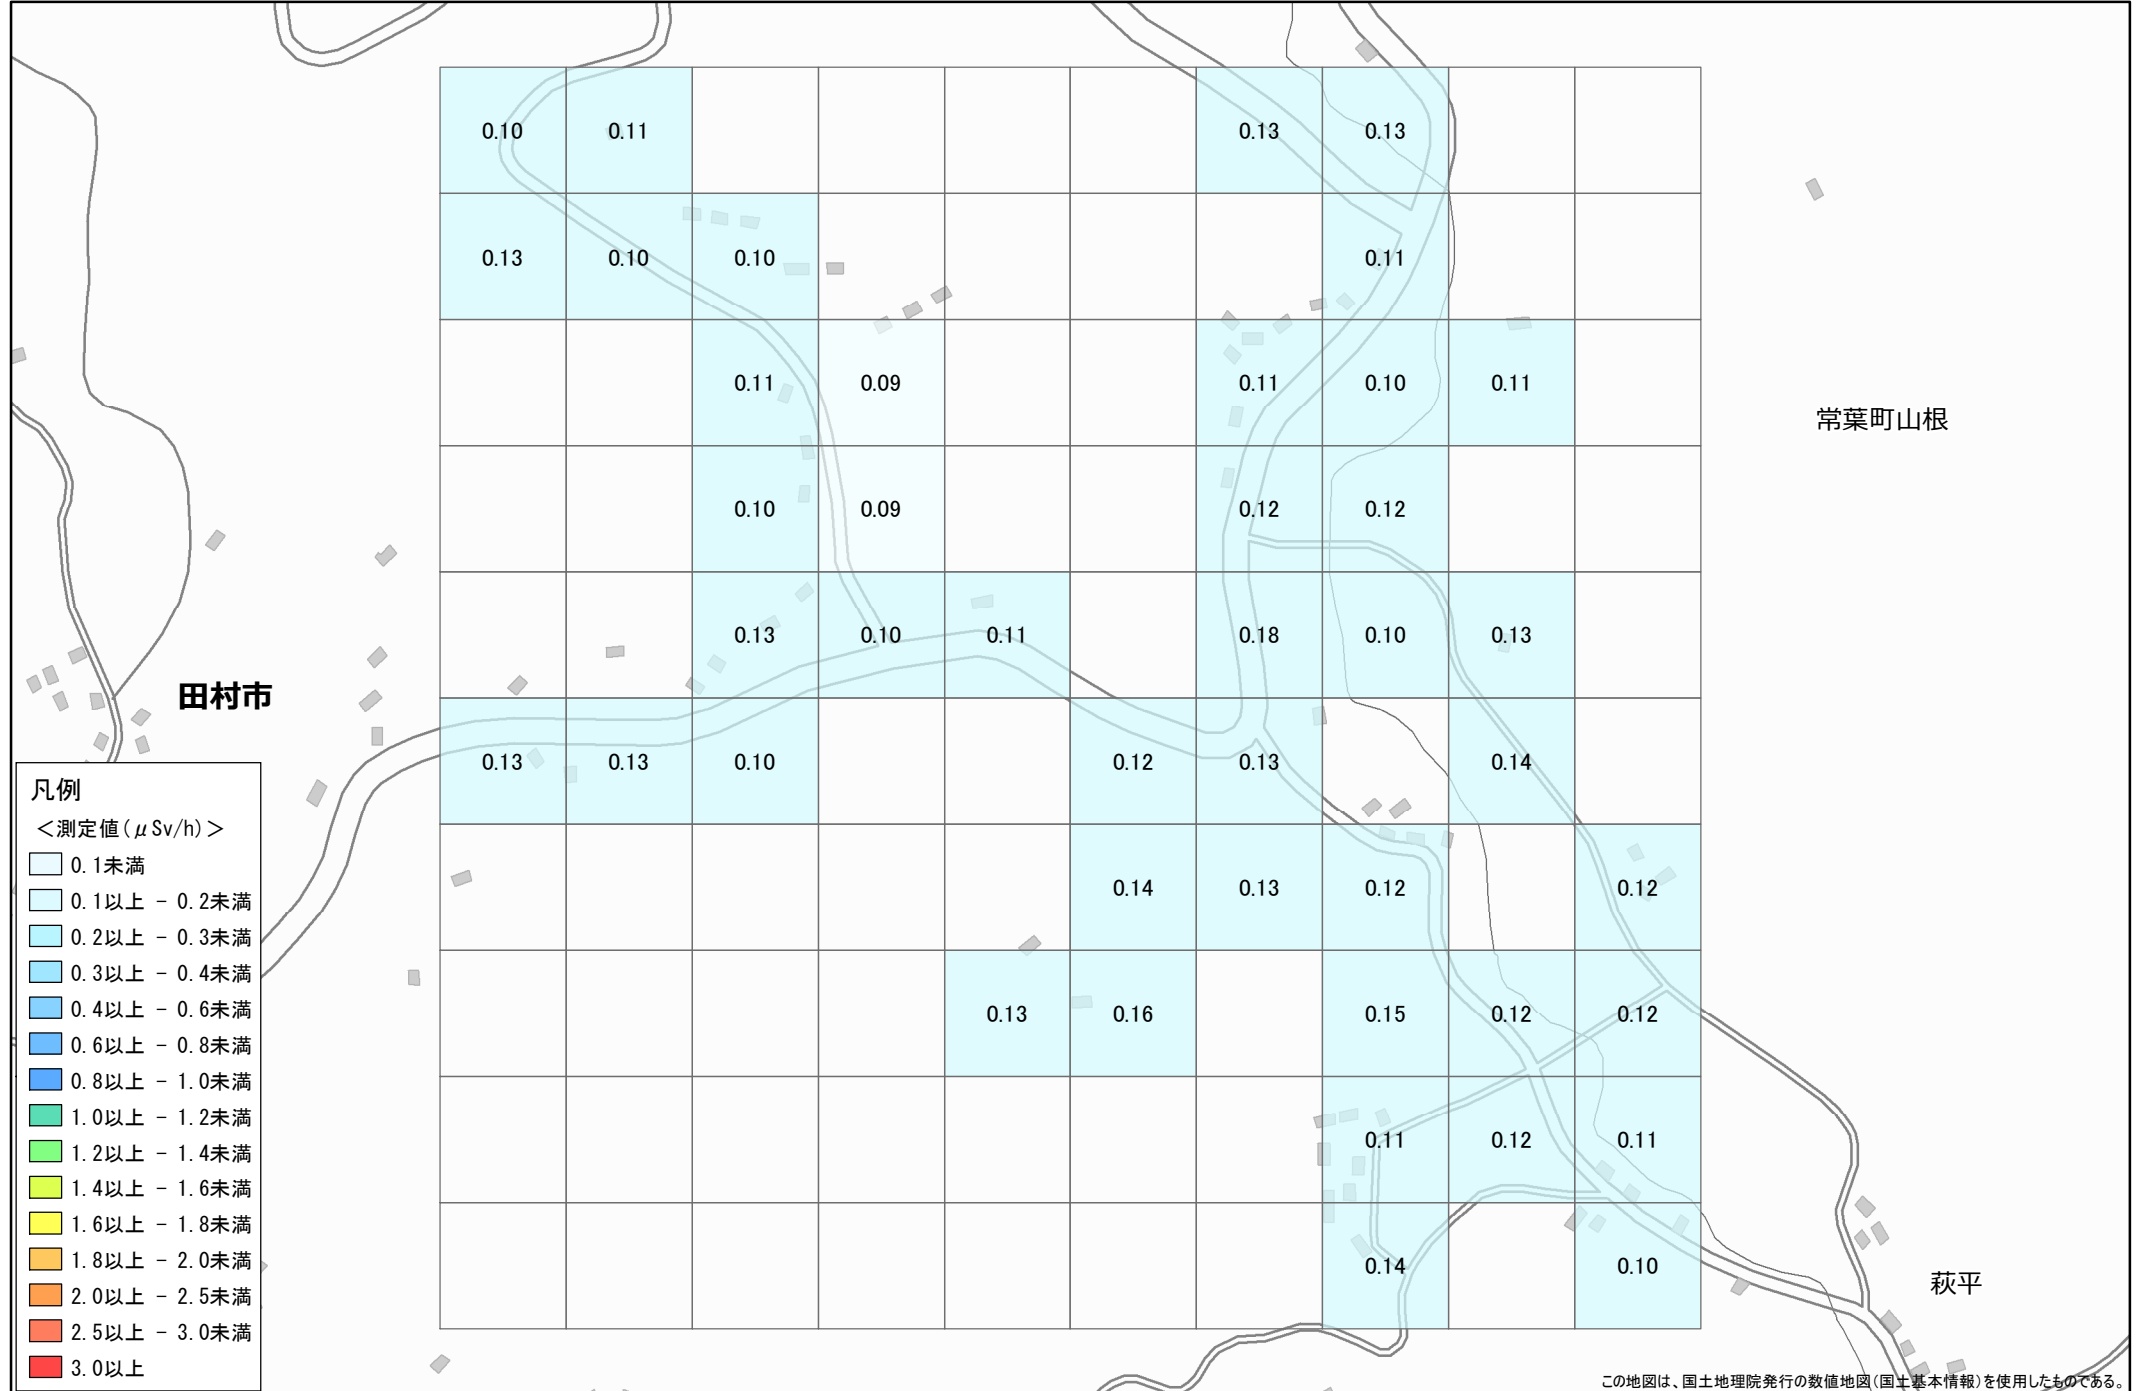 0.10 0.11 0.13 0.13
0.13 0.10 0.10 0.11
0.11 0.09 0.11 0.10 0.11
常葉町山根
0.10 0.09 0.12 0.12
0.13 0.10 0.11 0.18 0.10 0.13
田村市
0.13 0.13 0.10 0.12 0.13 0.14
0.14 0.13 0.12 0.12
0.13 0.16 0.15 0.12 0.12
0.11 0.12 0.11
0.14 0.10
萩平
凡例
＜測定値(μSv/h)＞
0.1未満
0.1以上 - 0.2未満
0.2以上 - 0.3未満
0.3以上 - 0.4未満
0.4以上 - 0.6未満
0.6以上 - 0.8未満
0.8以上 - 1.0未満
1.0以上 - 1.2未満
1.2以上 - 1.4未満
1.4以上 - 1.6未満
1.6以上 - 1.8未満
1.8以上 - 2.0未満
2.0以上 - 2.5未満
2.5以上 - 3.0未満
3.0以上
この地図は、国土地理院発行の数値地図(国土基本情報)を使用したものである。